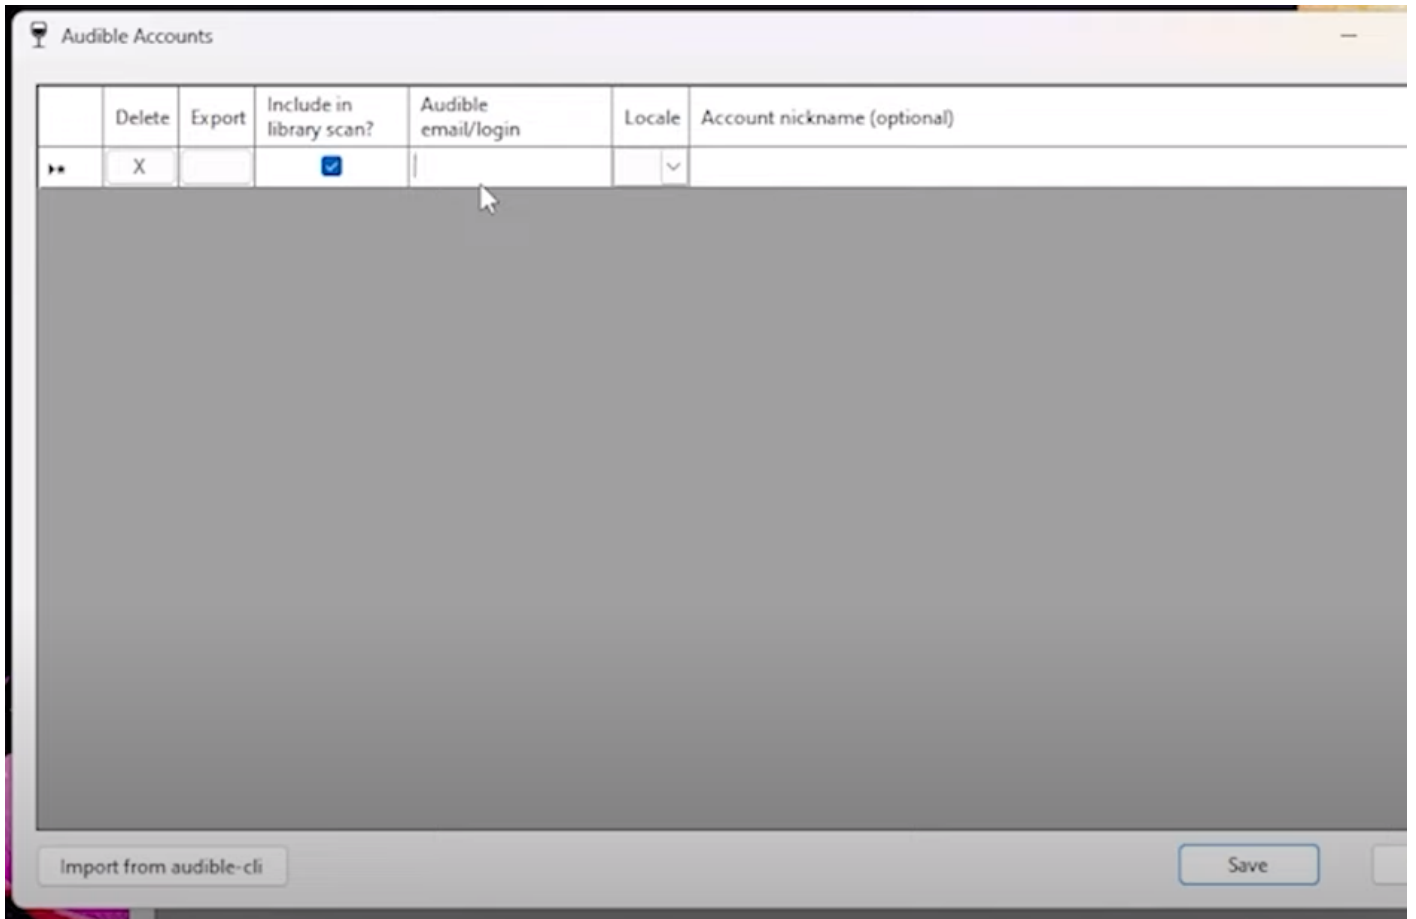 Audible Accounts
Delete
Export
Include in
library scan?
Audible
email/login
Locale
Account nickname (optional)
X
Import from audible-cli
Save